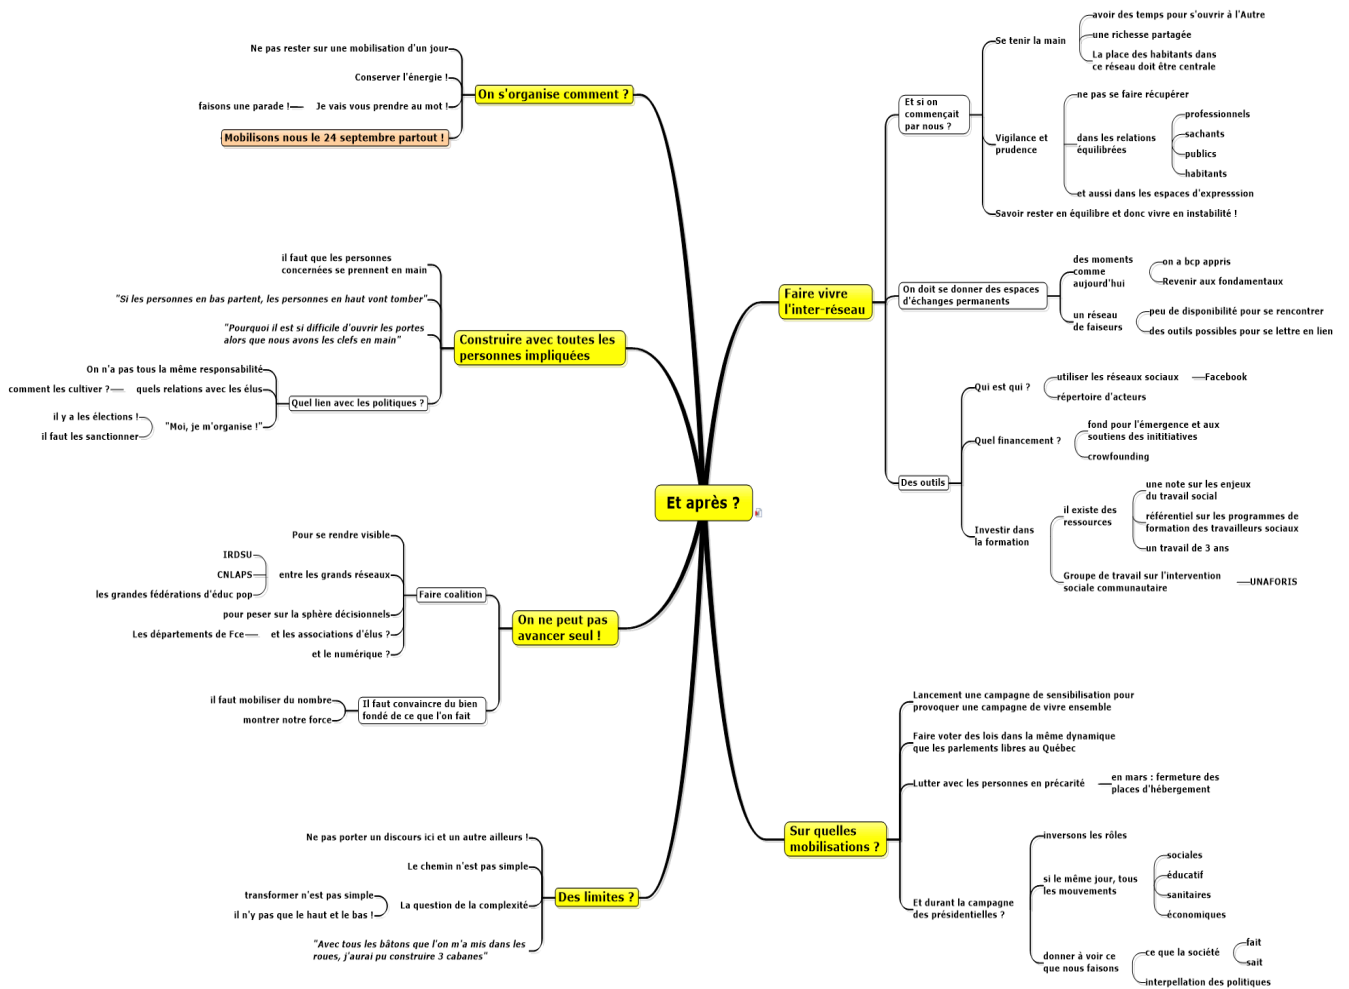 Et après ?
On s'organise comment ?
Ne pas rester sur une mobilisation d'un jour
Conserver l'énergie !
Je vais vous prendre au mot !
faisons une parade !
Mobilisons nous le 24 septembre partout !
Construire avec toutes les
personnes impliquées
il faut que les personnes
concernées se prennent en main
"Si les personnes en bas partent, les personnes en haut vont tomber"
"Pourquoi il est si difficile d'ouvrir les portes
alors que nous avons les clefs en main"
Quel lien avec les politiques ?
On n'a pas tous la même responsabilité
quels relations avec les élus
comment les cultiver ?
"Moi, je m'organise !"
il y a les élections !
il faut les sanctionner
On ne peut pas
avancer seul !
Faire coalition
Pour se rendre visible
entre les grands réseaux
IRDSU
CNLAPS
les grandes fédérations d'éduc pop
pour peser sur la sphère décisionnels
et les associations d'élus ?
Les départements de Fce
et le numérique ?
Il faut convaincre du bien
fondé de ce que l'on fait
il faut mobiliser du nombre
montrer notre force
Des limites ?
Ne pas porter un discours ici et un autre ailleurs !
Le chemin n'est pas simple
La question de la complexité
transformer n'est pas simple
il n'y pas que le haut et le bas !
"Avec tous les bâtons que l'on m'a mis dans les
roues, j'aurai pu construire 3 cabanes"
Faire vivre
l'inter-réseau
Et si on
commençait
par nous ?
Se tenir la main
avoir des temps pour s'ouvrir à l'Autre
une richesse partagée
La place des habitants dans
ce réseau doit être centrale
Vigilance et
prudence
ne pas se faire récupérer
dans les relations
équilibrées
professionnels
sachants
publics
habitants
et aussi dans les espaces d'expresssion
Savoir rester en équilibre et donc vivre en instabilité !
On doit se donner des espaces
d'échanges permanents
des moments
comme
aujourd'hui
on a bcp appris
Revenir aux fondamentaux
un réseau
de faiseurs
peu de disponibilité pour se rencontrer
des outils possibles pour se lettre en lien
Des outils
Qui est qui ?
utiliser les réseaux sociaux
Facebook
répertoire d'acteurs
Quel financement ?
fond pour l'émergence et aux
soutiens des inititiatives
crowfounding
Investir dans
la formation
il existe des
ressources
une note sur les enjeux
du travail social
référentiel sur les programmes de
formation des travailleurs sociaux
un travail de 3 ans
Groupe de travail sur l'intervention
sociale communautaire
UNAFORIS
Sur quelles
mobilisations ?
Lancement une campagne de sensibilisation pour
provoquer une campagne de vivre ensemble
Faire voter des lois dans la même dynamique
que les parlements libres au Québec
Lutter avec les personnes en précarité
en mars : fermeture des
places d'hébergement
Et durant la campagne
des présidentielles ?
inversons les rôles
si le même jour, tous
les mouvements
sociales
éducatif
sanitaires
économiques
donner à voir ce
que nous faisons
ce que la société
fait
sait
interpellation des politiques